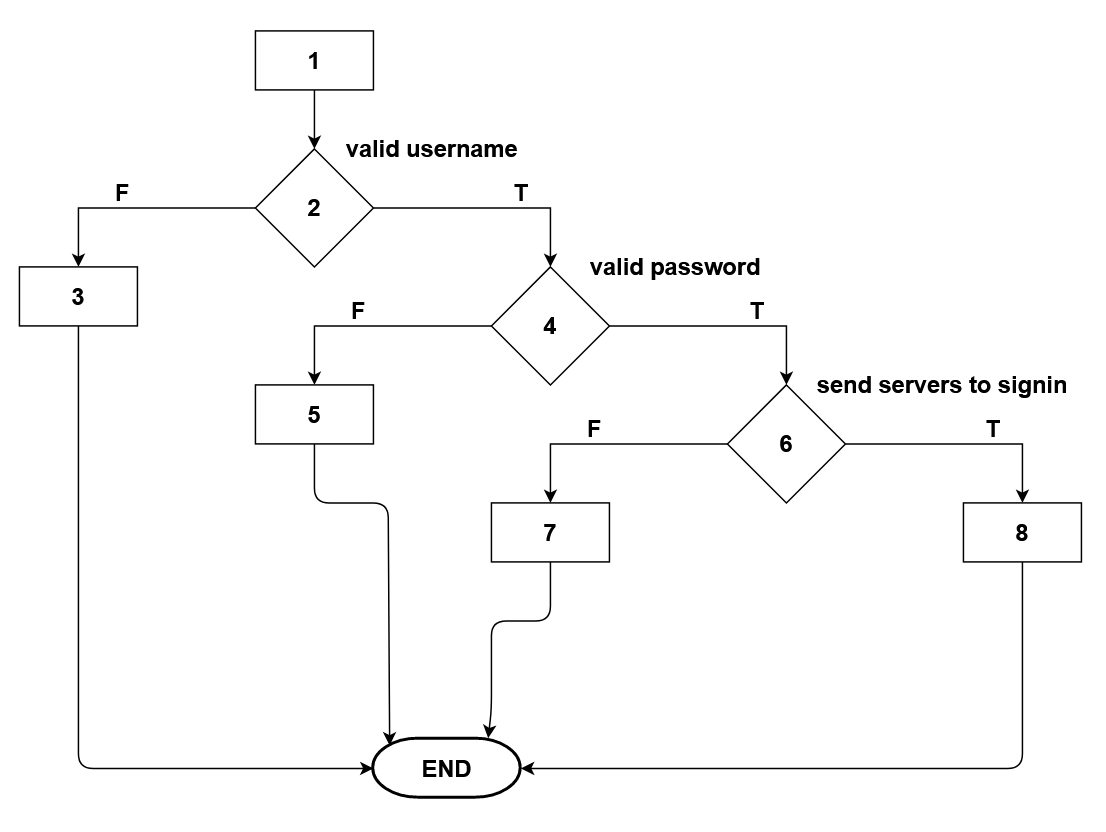 1
valid username
F
T
2
valid password
3
F
T
4
send servers to signin
5
F
T
6
7
8
END